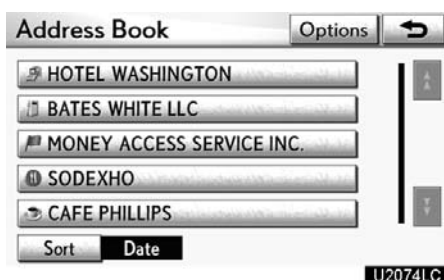 Address Book Options
HOTEL WASHINGTON
BATES WHITE LLC
MONEY ACCESS SERVICE INC.
SODEXHO
CAFE PHILLIPS
Sort Date
U2074LC